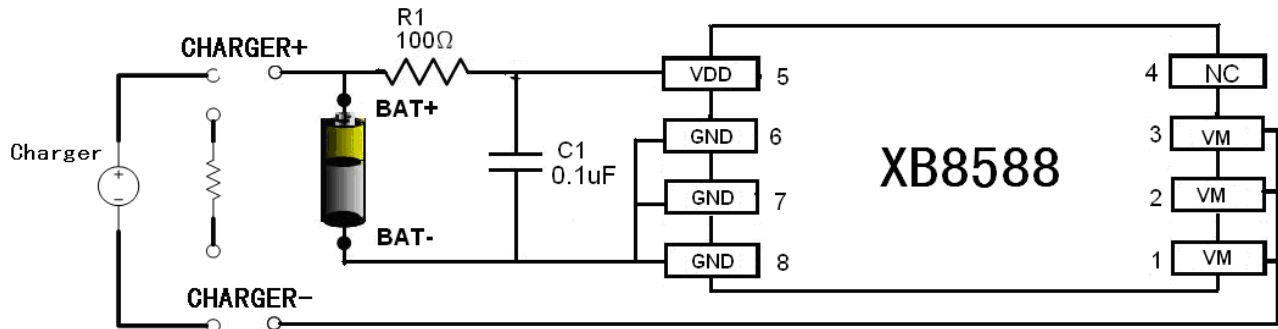 R1
100Ω
CHARGER+
BAT+
Charger
+
−
C1
0.1uF
BAT-
CHARGER−
VDD 5
GND 6
GND 7
GND 8
XB8588
4 NC
3 VM
2 VM
1 VM